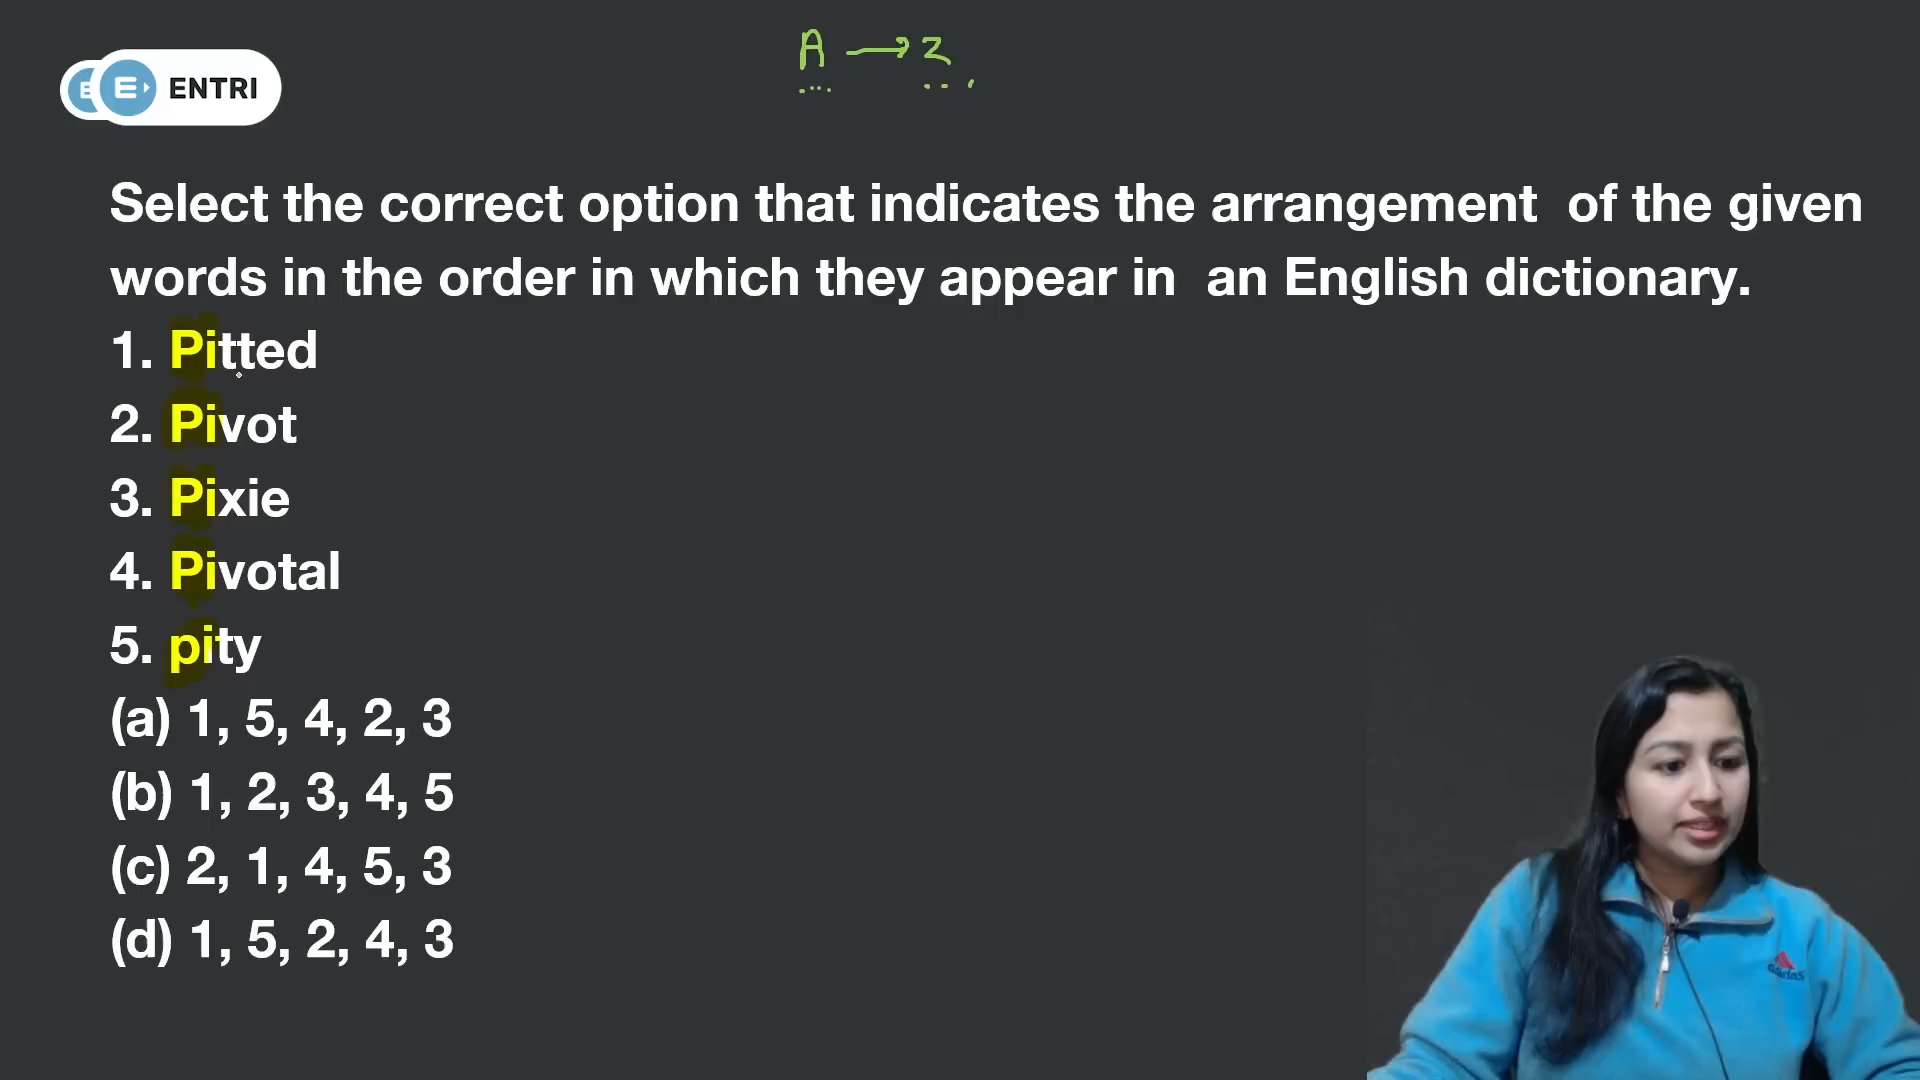 A → Z
E E ENTRI
Select the correct option that indicates the arrangement of the given
words in the order in which they appear in an English dictionary.
1. Pitted
2. Pivot
3. Pixie
4. Pivotal
5. pity
(a) 1, 5, 4, 2, 3
(b) 1, 2, 3, 4, 5
(c) 2, 1, 4, 5, 3
(d) 1, 5, 2, 4, 3
adidas